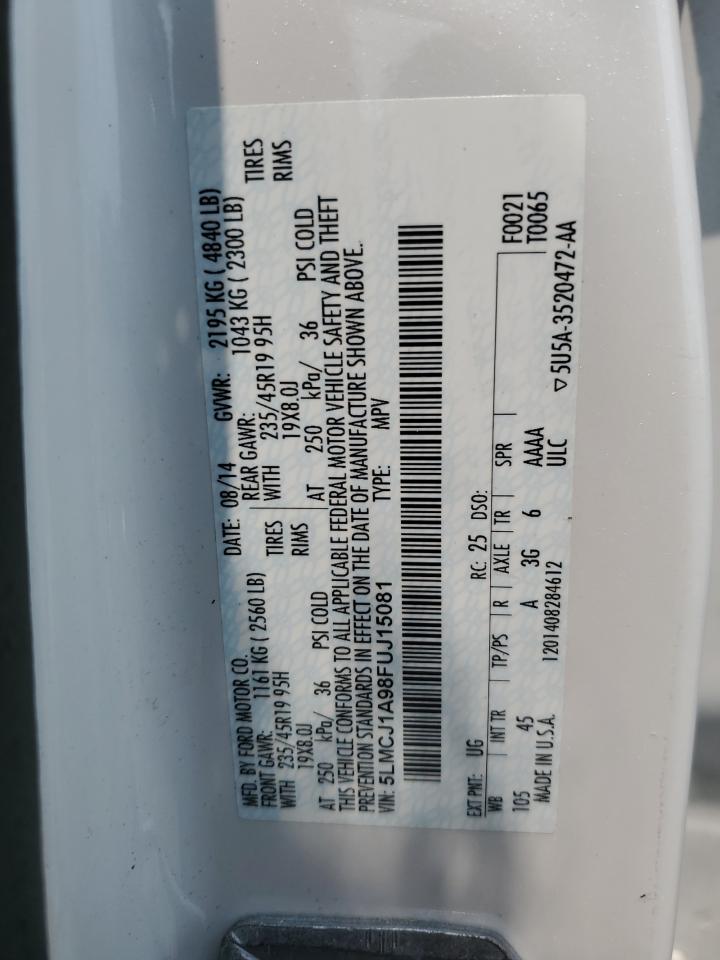 MFD. BY FORD MOTOR CO. DATE: 08/14 GVWR: 2195 KG ( 4840 LB)
FRONT GAWR: 1161 KG ( 2560 LB) REAR GAWR: 1043 KG ( 2300 LB)
WITH 235/45R19 95H TIRES WITH 235/45R19 95H TIRES
19X8.0J RIMS 19X8.0J RIMS
AT 250 kPa/ 36 PSI COLD AT 250 kPa/ 36 PSI COLD
THIS VEHICLE CONFORMS TO ALL APPLICABLE FEDERAL MOTOR VEHICLE SAFETY AND THEFT
PREVENTION STANDARDS IN EFFECT ON THE DATE OF MANUFACTURE SHOWN ABOVE.
VIN: 5LMCJ1A98FUJ15081 TYPE: MPV
EXT PNT: UG RC: 25 DSO: F0021
WB INT TR TP/PS R AXLE TR SPR T0065
105 45 A 3G 6 AAAA
MADE IN U.S.A. 1201408284612 ULC ▽5U5A-3520472-AA